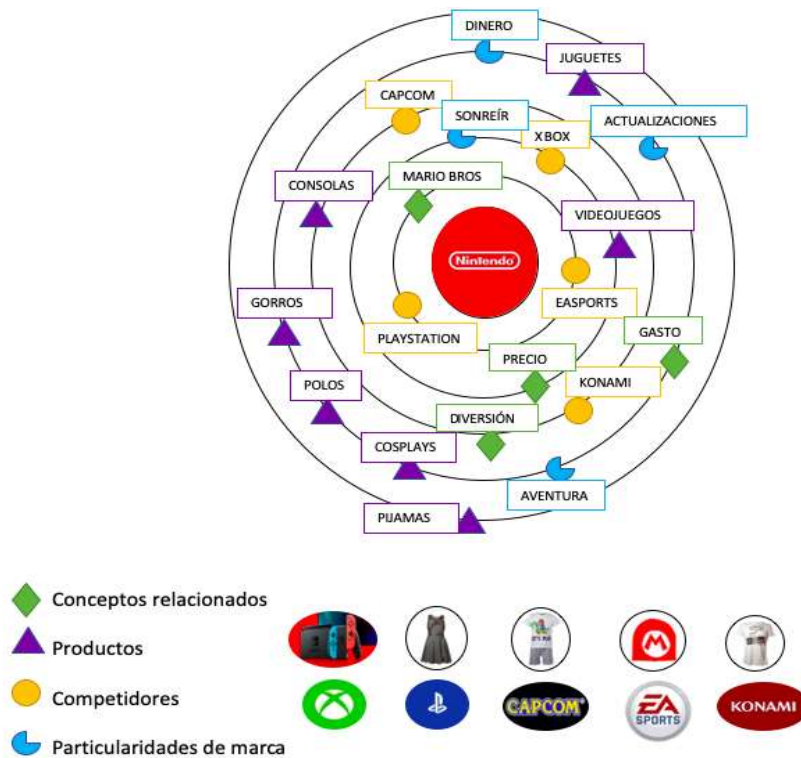 DINERO
JUGUETES
CAPCOM
SONREÍR
XBOX
ACTUALIZACIONES
MARIO BROS
CONSOLAS
VIDEOJUEGOS
Nintendo
GORROS
EASPORTS
PLAYSTATION
GASTO
PRECIO
KONAMI
POLOS
DIVERSIÓN
COSPLAYS
AVENTURA
PIJAMAS
Conceptos relacionados
Productos
Competidores
Particularidades de marca
M
CAPCOM
EA
SPORTS
KONAMI